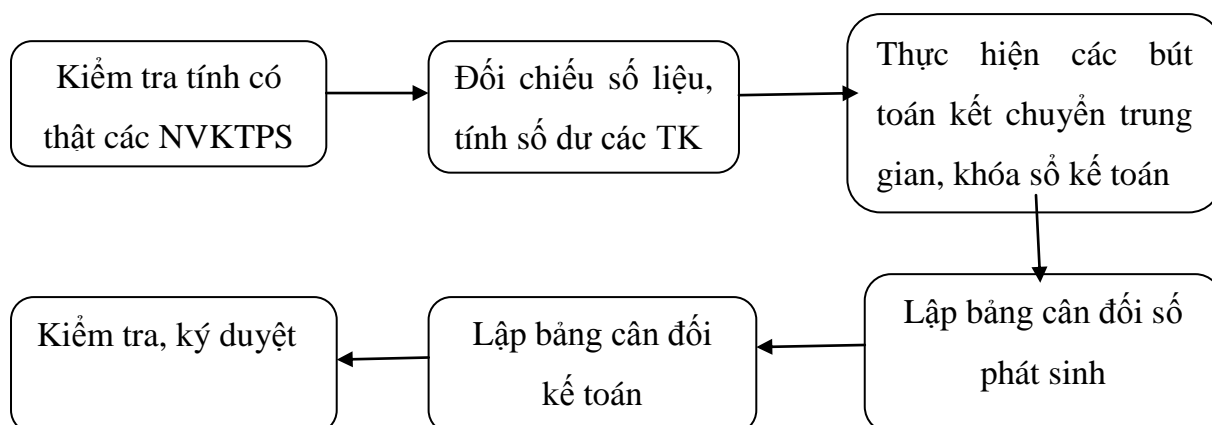 Kiểm tra tính có
thật các NVKTPS
Đối chiếu số liệu,
tính số dư các TK
Thực hiện các bút
toán kết chuyển trung
gian, khóa sổ kế toán
Lập bảng cân đối số
phát sinh
Lập bảng cân đối
kế toán
Kiểm tra, ký duyệt